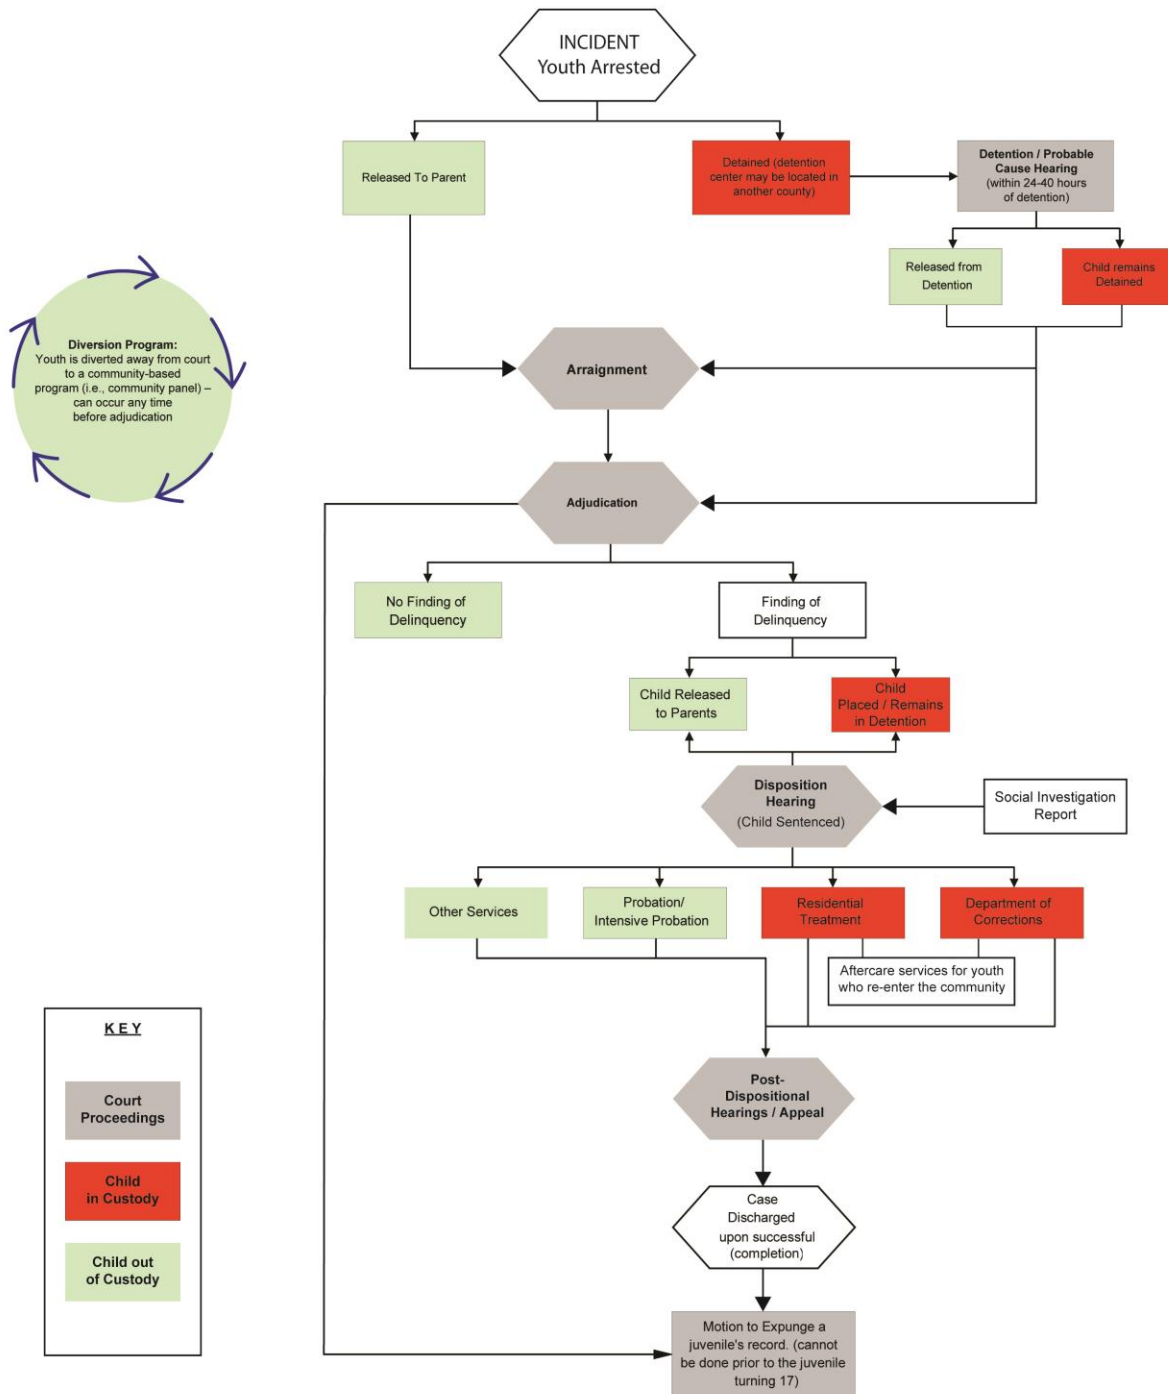 INCIDENT
Youth Arrested
Released To Parent
Detained (detention
center may be located in
another county)
Detention / Probable
Cause Hearing
(within 24-40 hours
of detention)
Released from
Detention
Child remains
Detained
Diversion Program:
Youth is diverted away from court
to a community-based
program (i.e., community panel) –
can occur any time
before adjudication
Arraignment
Adjudication
No Finding of
Delinquency
Finding of
Delinquency
Child Released
to Parents
Child
Placed / Remains
in Detention
Disposition
Hearing
(Child Sentenced)
Social Investigation
Report
Other Services
Probation/
Intensive Probation
Residential
Treatment
Department of
Corrections
Aftercare services for youth
who re-enter the community
Post-
Dispositional
Hearings / Appeal
Case
Discharged
upon successful
(completion)
Motion to Expunge a
juvenile's record. (cannot
be done prior to the juvenile
turning 17)
KEY
Court
Proceedings
Child
in Custody
Child out
of Custody